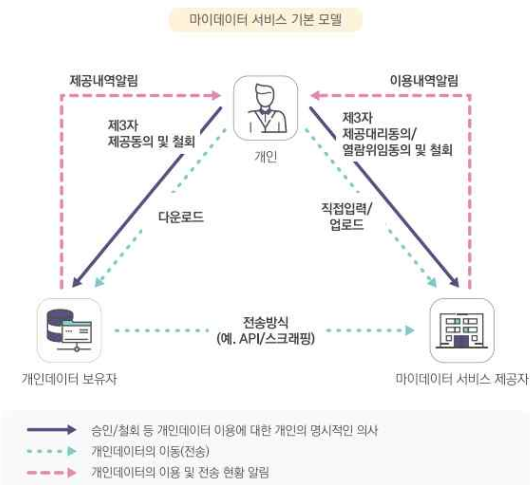 마이데이터 서비스 기본 모델
제공내역알림
이용내역알림
제3자
제공동의 및 철회
제3자
제공대리동의/
열람위임동의 및 철회
개인
다운로드
직접입력/
업로드
전송방식
(예. API/스크래핑)
개인데이터 보유자
마이데이터 서비스 제공자
승인/철회 등 개인데이터 이용에 대한 개인의 명시적인 의사
개인데이터의 이동(전송)
개인데이터의 이용 및 전송 현황 알림